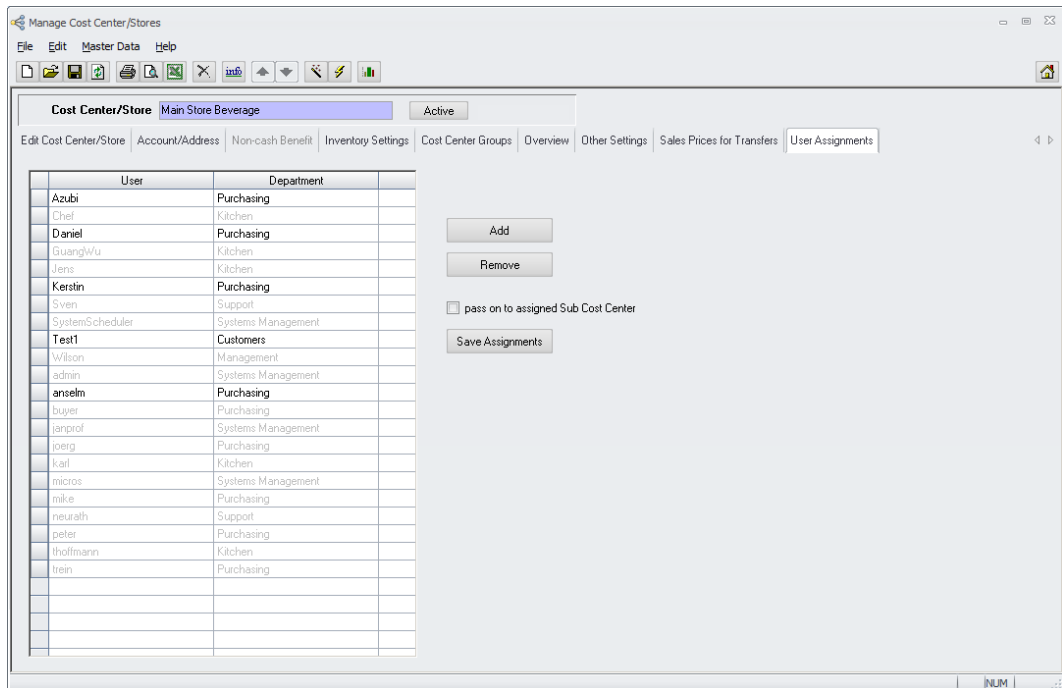 Manage Cost Center/Stores
File Edit Master Data Help
info
Cost Center/Store Main Store Beverage Active
Edit Cost Center/Store Account/Address Non-cash Benefit Inventory Settings Cost Center Groups Overview Other Settings Sales Prices for Transfers User Assignments
User Department
Azubi Purchasing
Chef Kitchen
Daniel Purchasing
GuangWu Kitchen
Jens Kitchen
Kerstin Purchasing
Sven Support
SystemScheduler Systems Management
Test1 Customers
Wilson Management
admin Systems Management
anselm Purchasing
buyer Purchasing
janprof Systems Management
joerg Purchasing
karl Kitchen
micros Systems Management
mike Purchasing
neurath Support
peter Purchasing
thoffmann Kitchen
trein Purchasing
Add
Remove
pass on to assigned Sub Cost Center
Save Assignments
NUM